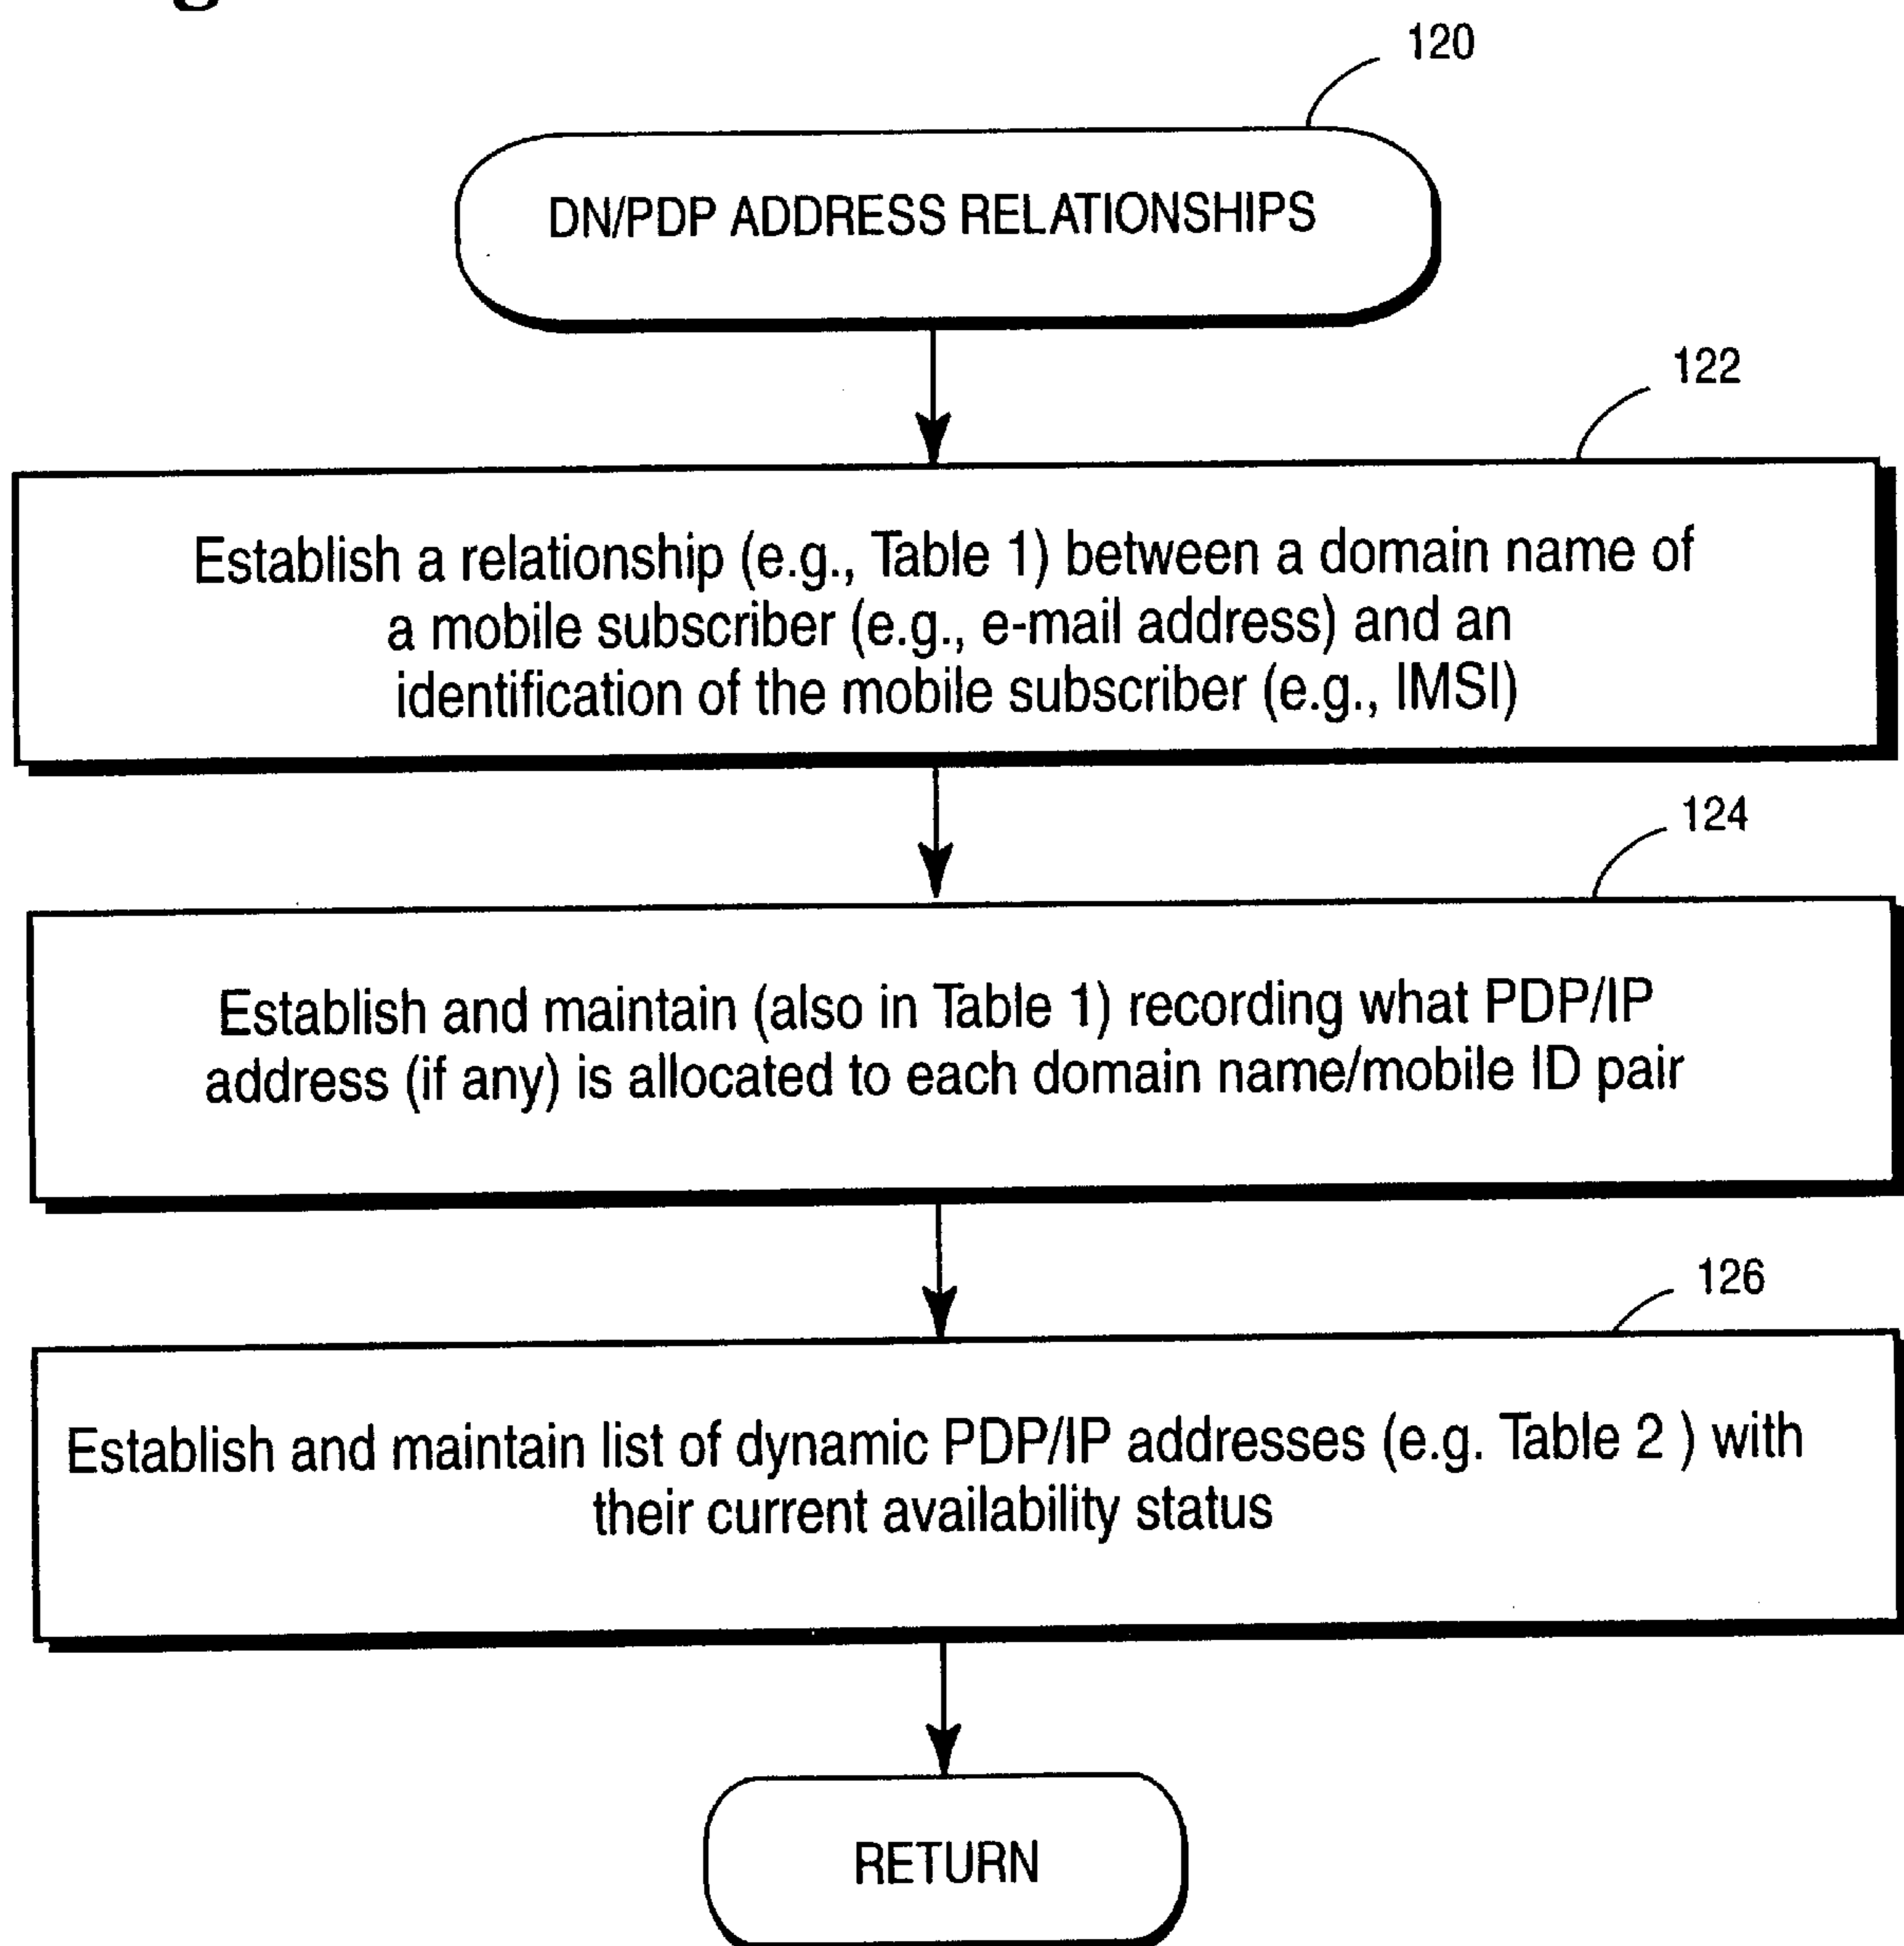 120
DN/PDP ADDRESS RELATIONSHIPS
122
Establish a relationship (e.g., Table 1) between a domain name of
a mobile subscriber (e.g., e-mail address) and an
identification of the mobile subscriber (e.g., IMSI)
124
Establish and maintain (also in Table 1) recording what PDP/IP
address (if any) is allocated to each domain name/mobile ID pair
126
Establish and maintain list of dynamic PDP/IP addresses (e.g. Table 2 ) with
their current availability status
RETURN